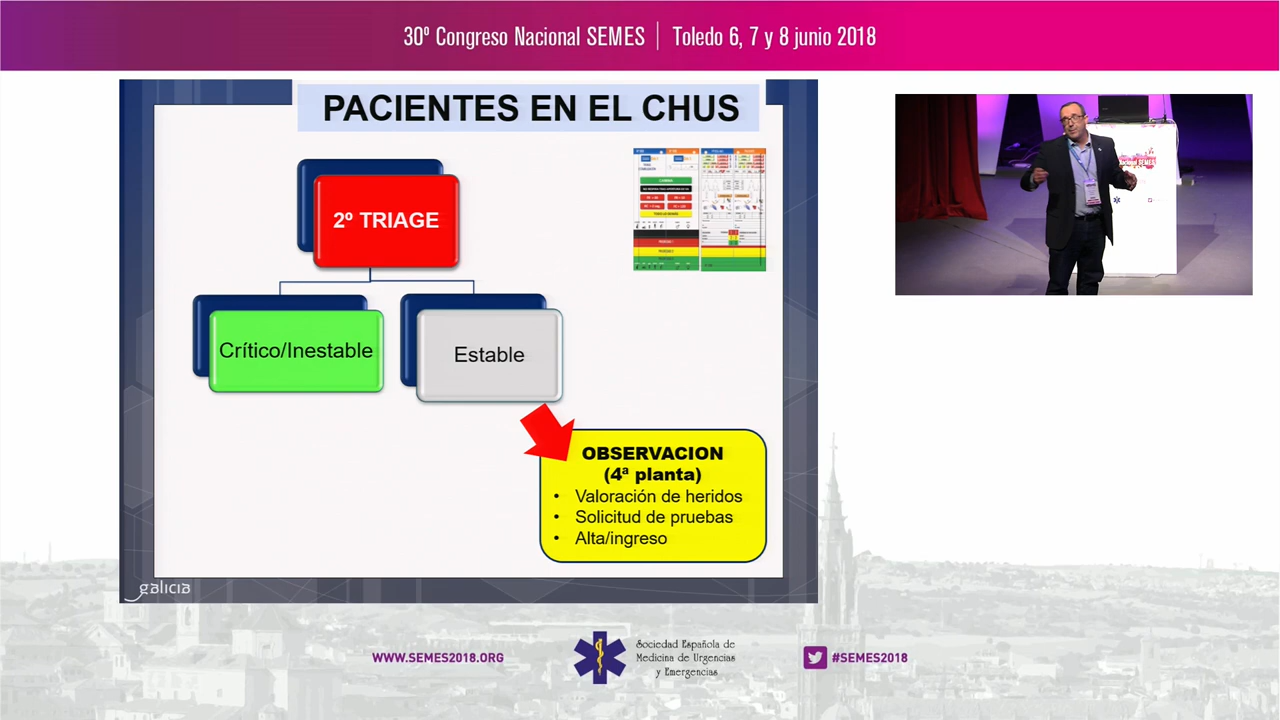 30º Congreso Nacional SEMES | Toledo 6, 7 y 8 junio 2018
PACIENTES EN EL CHUS
2º TRIAGE
Crítico/Inestable
Estable
OBSERVACION
(4ª planta)
• Valoración de heridos
• Solicitud de pruebas
• Alta/ingreso
galicia
Nacional SEMES
WWW.SEMES2018.ORG
Sociedad Española de
Medicina de Urgencias
y Emergencias
#SEMES2018